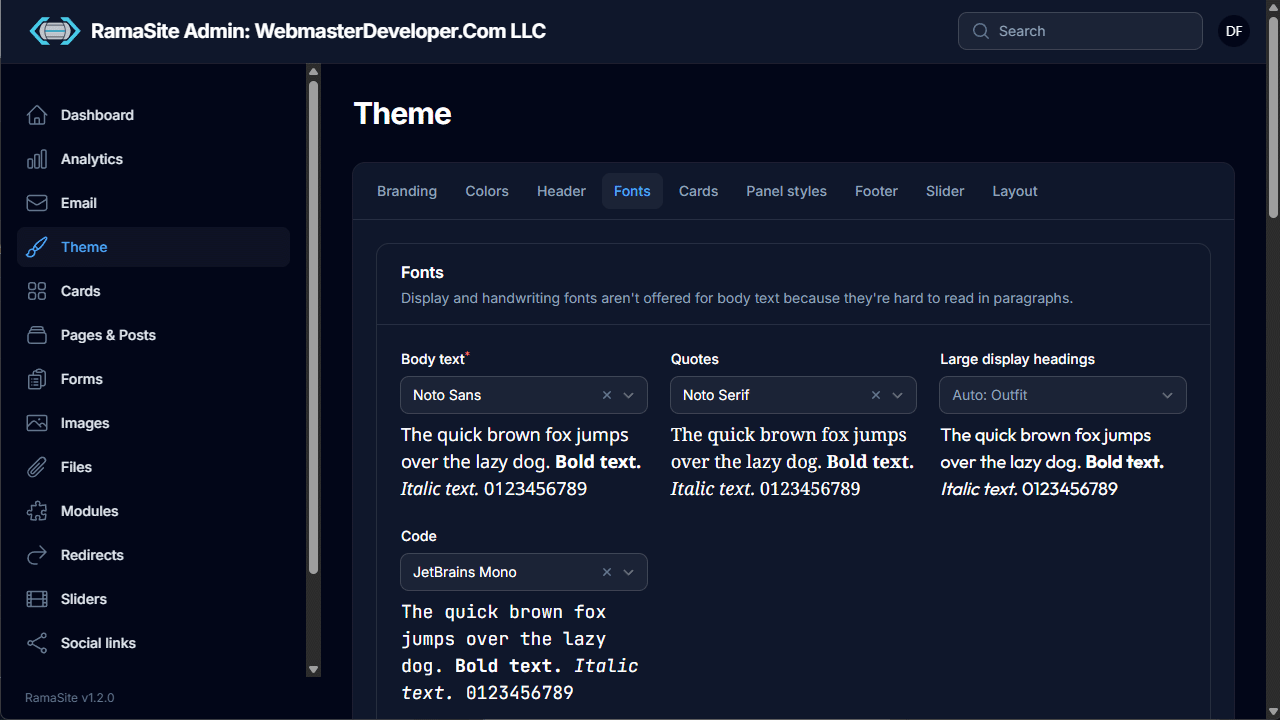 RamaSite Admin: WebmasterDeveloper.Com LLC
Search
DF
Dashboard
Analytics
Email
Theme
Cards
Pages & Posts
Forms
Images
Files
Modules
Redirects
Sliders
Social links
RamaSite v1.2.0
Theme
Branding Colors Header Fonts Cards Panel styles Footer Slider Layout
Fonts
Display and handwriting fonts aren't offered for body text because they're hard to read in paragraphs.
Body text*
Noto Sans
The quick brown fox jumps
over the lazy dog. Bold text.
Italic text. 0123456789
Quotes
Noto Serif
The quick brown fox jumps
over the lazy dog. Bold text.
Italic text. 0123456789
Large display headings
Auto: Outfit
The quick brown fox jumps
over the lazy dog. Bold text.
Italic text. 0123456789
Code
JetBrains Mono
The quick brown fox
jumps over the lazy
dog. Bold text. Italic
text. 0123456789